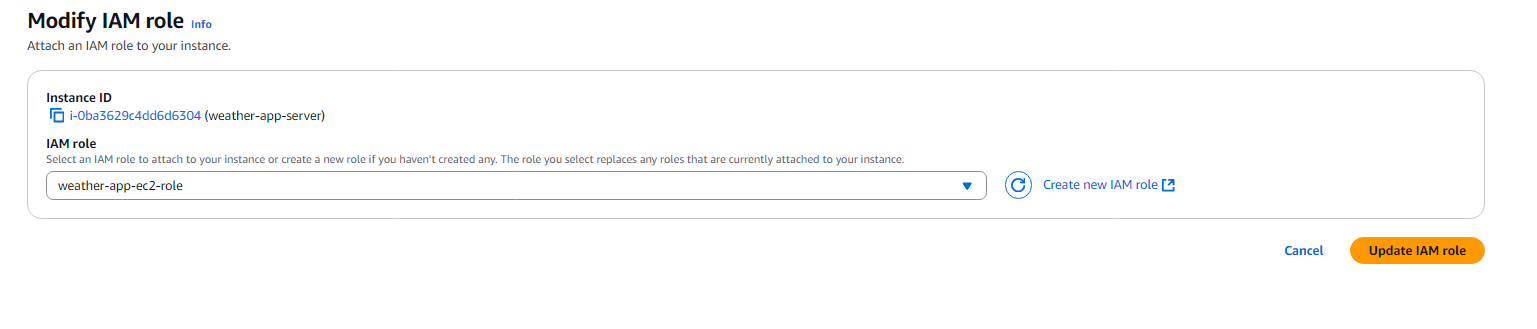 Modify IAM role Info
Attach an IAM role to your instance.
Instance ID
i-0ba3629c4dd6d6304 (weather-app-server)
IAM role
Select an IAM role to attach to your instance or create a new role if you haven't created any. The role you select replaces any roles that are currently attached to your instance.
weather-app-ec2-role
Create new IAM role
Cancel
Update IAM role